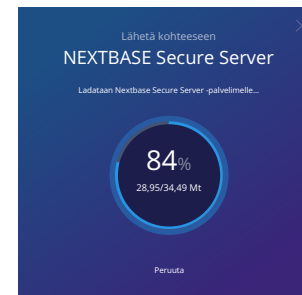 Lähetä kohteeseen
NEXTBASE Secure Server
Ladataan Nextbase Secure Server -palvelimelle...
84%
28,95/34,49 Mt
Peruuta